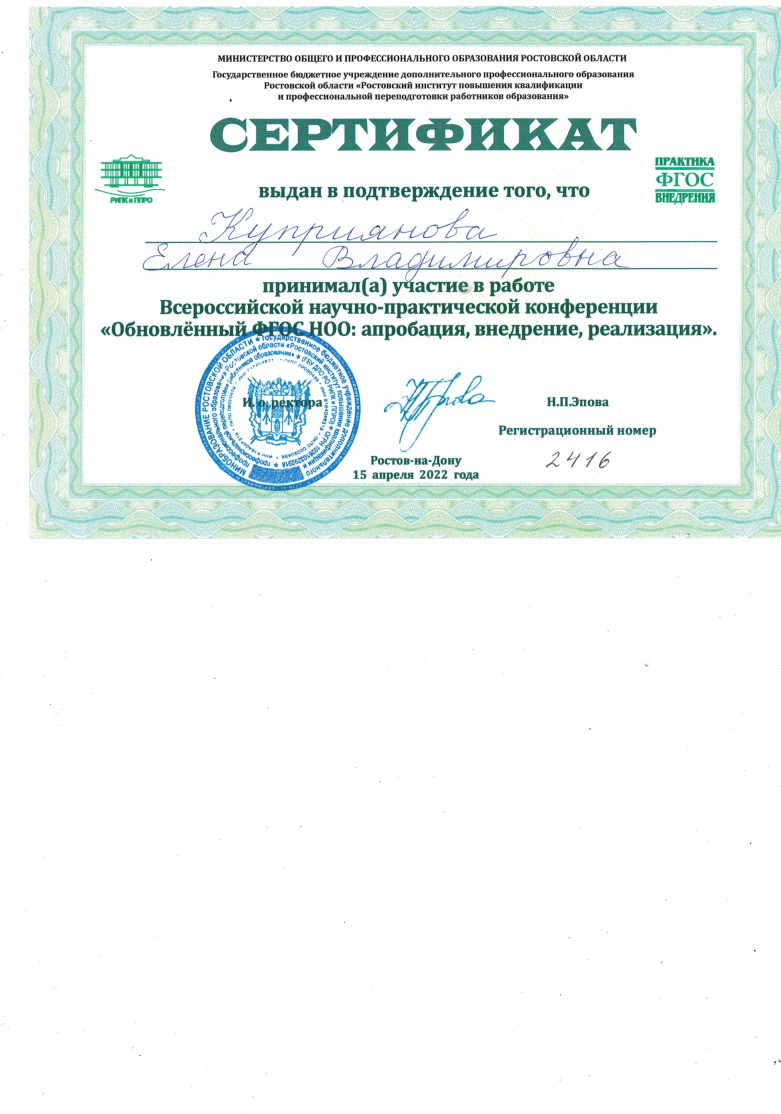 МИНИСТЕРСТВО ОБЩЕГО И ПРОФЕССИОНАЛЬНОГО ОБРАЗОВАНИЯ РОСТОВСКОЙ ОБЛАСТИ
Государственное бюджетное учреждение дополнительного профессионального образования
Ростовской области «Ростовский институт повышения квалификации
и профессиональной переподготовки работников образования»
СЕРТИФИКАТ
РИПК и ППРО
ПРАКТИКА
ФГОС
ВНЕДРЕНИЯ
выдан в подтверждение того, что
Куприянова
Елена Владимировна
принимал(а) участие в работе
Всероссийской научно-практической конференции
«Обновлённый ФГОС НОО: апробация, внедрение, реализация».
И. о. ректора
Н.П.Эпова
Регистрационный номер
2416
Ростов-на-Дону
15 апреля 2022 года
МИНОБРАЗОВАНИЕ РОСТОВСКОЙ ОБЛАСТИ